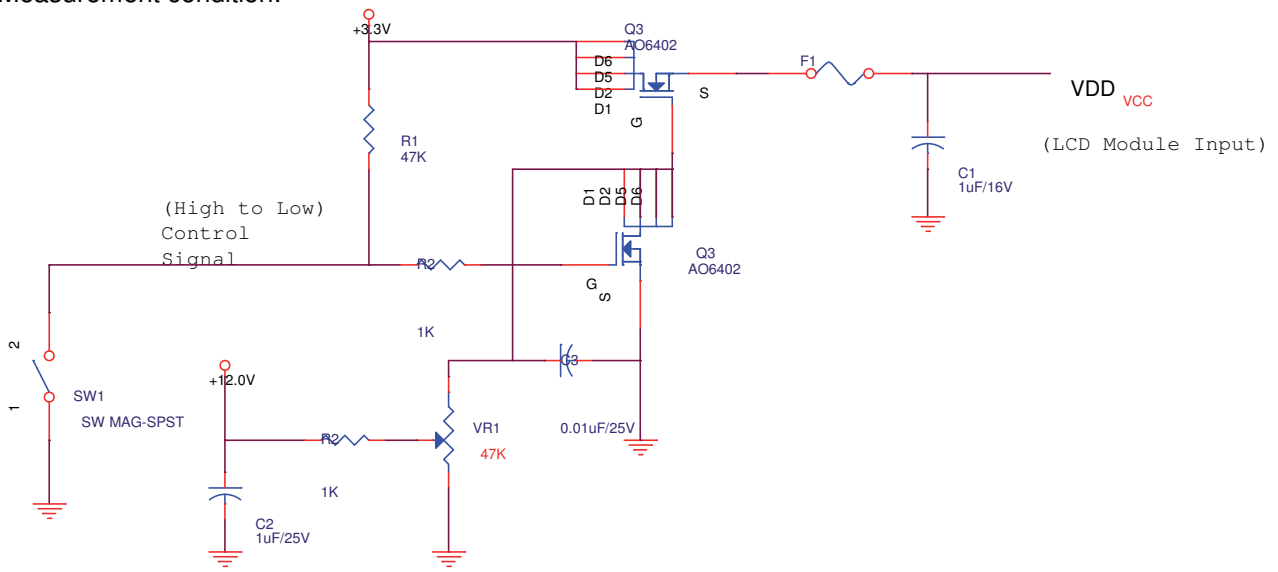 Measurement condition:
+3.3V
Q3
AO6402
D6
D5
D2
D1
G
S
F1
VDD
VCC
(LCD Module Input)
C1
1uF/16V
R1
47K
(High to Low)
Control
Signal
D1
D2
D5
D6
Q3
AO6402
G
S
R2
1K
2
1
SW1
SW MAG-SPST
+12.0V
C3
0.01uF/25V
R2
1K
VR1
47K
C2
1uF/25V